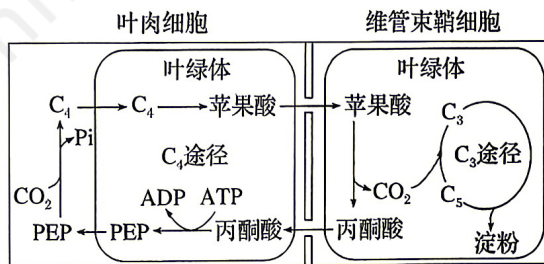 叶肉细胞 维管束鞘细胞
叶绿体 叶绿体
C₄ C₄ 苹果酸 苹果酸 C₃
Pi
C₄途径 C₃途径
CO₂ ADP ATP CO₂ C₅
PEP PEP 丙酮酸 丙酮酸 淀粉